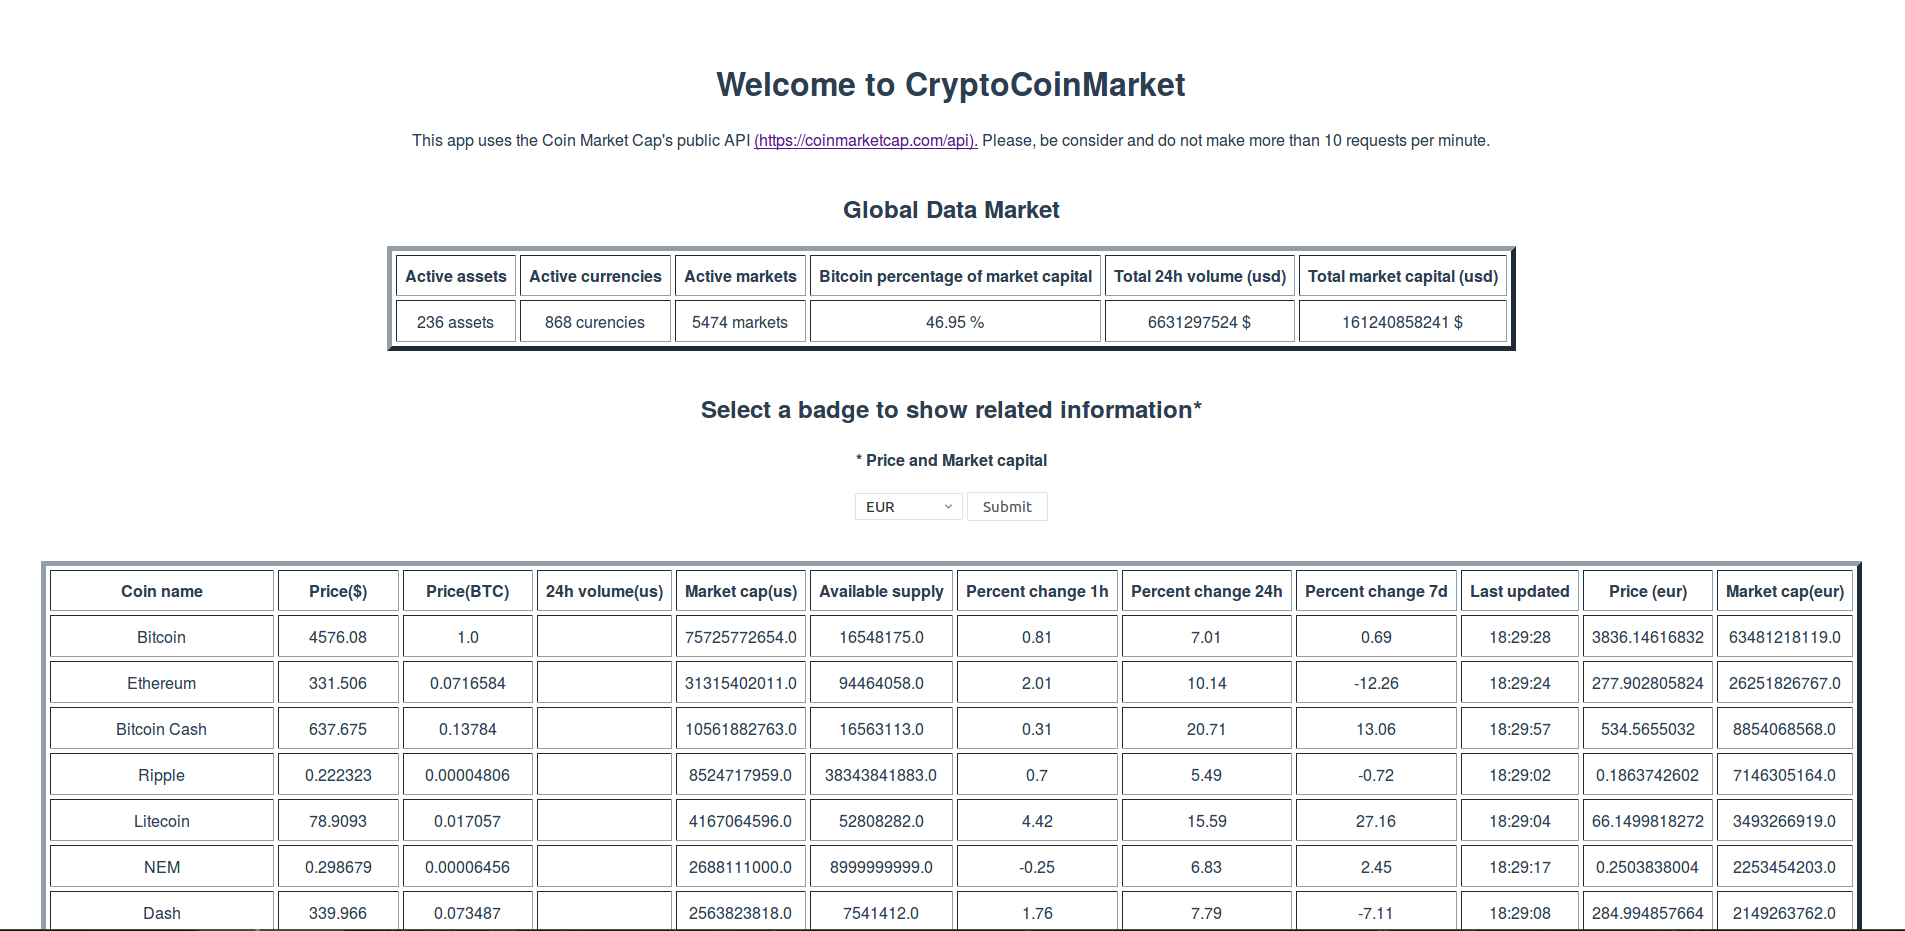 Welcome to CryptoCoinMarket
This app uses the Coin Market Cap's public API (https://coinmarketcap.com/api). Please, be consider and do not make more than 10 requests per minute.
Global Data Market
Active assets Active currencies Active markets Bitcoin percentage of market capital Total 24h volume (usd) Total market capital (usd)
236 assets 868 curencies 5474 markets 46.95 % 6631297524 $ 161240858241 $
Select a badge to show related information*
* Price and Market capital
EUR Submit
Coin name Price($) Price(BTC) 24h volume(us) Market cap(us) Available supply Percent change 1h Percent change 24h Percent change 7d Last updated Price (eur) Market cap(eur)
Bitcoin 4576.08 1.0 75725772654.0 16548175.0 0.81 7.01 0.69 18:29:28 3836.14616832 63481218119.0
Ethereum 331.506 0.0716584 31315402011.0 94464058.0 2.01 10.14 -12.26 18:29:24 277.902805824 26251826767.0
Bitcoin Cash 637.675 0.13784 10561882763.0 16563113.0 0.31 20.71 13.06 18:29:57 534.5655032 8854068568.0
Ripple 0.222323 0.00004806 8524717959.0 38343841883.0 0.7 5.49 -0.72 18:29:02 0.1863742602 7146305164.0
Litecoin 78.9093 0.017057 4167064596.0 52808282.0 4.42 15.59 27.16 18:29:04 66.1499818272 3493266919.0
NEM 0.298679 0.00006456 2688111000.0 8999999999.0 -0.25 6.83 2.45 18:29:17 0.2503838004 2253454203.0
Dash 339.966 0.073487 2563823818.0 7541412.0 1.76 7.79 -7.11 18:29:08 284.994857664 2149263762.0